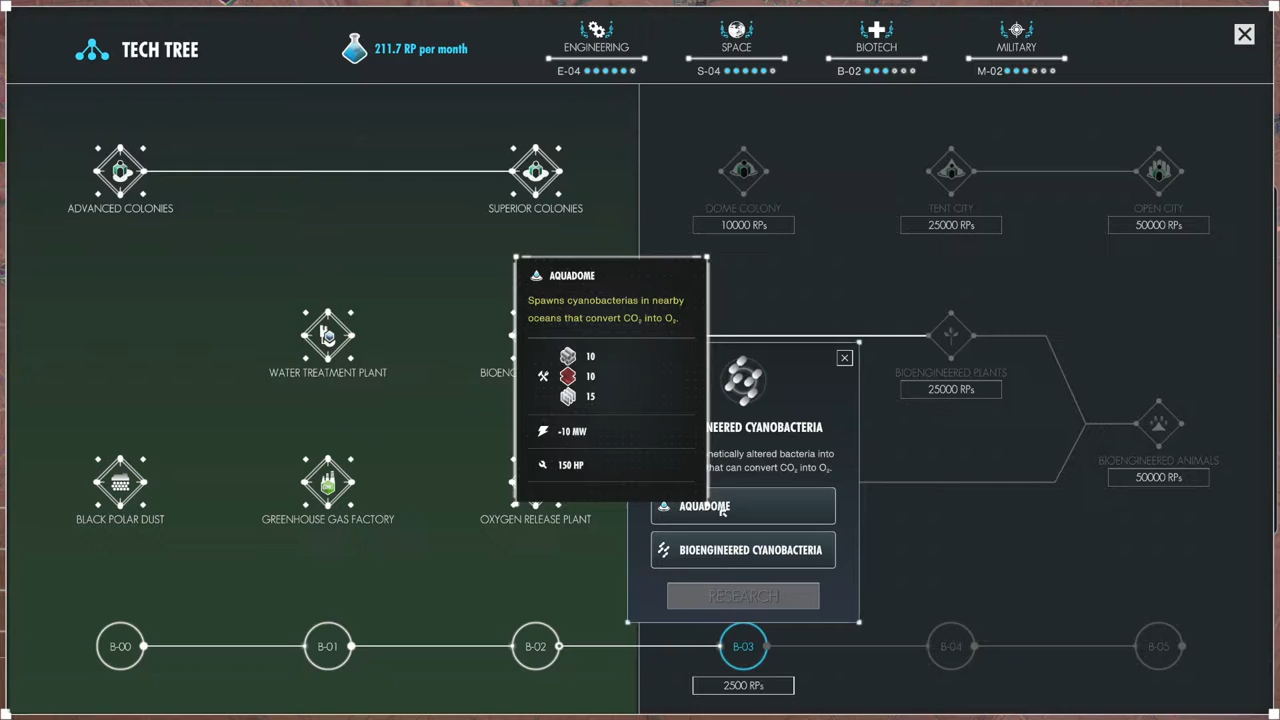 TECH TREE
211.7 RP per month
ENGINEERING
E-04
SPACE
S-04
BIOTECH
B-02
MILITARY
M-02
ADVANCED COLONIES
SUPERIOR COLONIES
DOME COLONY
10000 RPs
TENT CITY
25000 RPs
OPEN CITY
50000 RPs
AQUADOME
Spawns cyanobacterias in nearby
oceans that convert CO₂ into O₂.
10
10
15
-10 MW
150 HP
WATER TREATMENT PLANT
BIOENG
BIOENGINEERED PLANTS
25000 RPs
NEERED CYANOBACTERIA
netically altered bacteria into
that can convert CO₂ into O₂.
AQUADOME
BIOENGINEERED CYANOBACTERIA
RESEARCH
BIOENGINEERED ANIMALS
50000 RPs
BLACK POLAR DUST
GREENHOUSE GAS FACTORY
OXYGEN RELEASE PLANT
B-00
B-01
B-02
B-03
B-04
B-05
2500 RPs